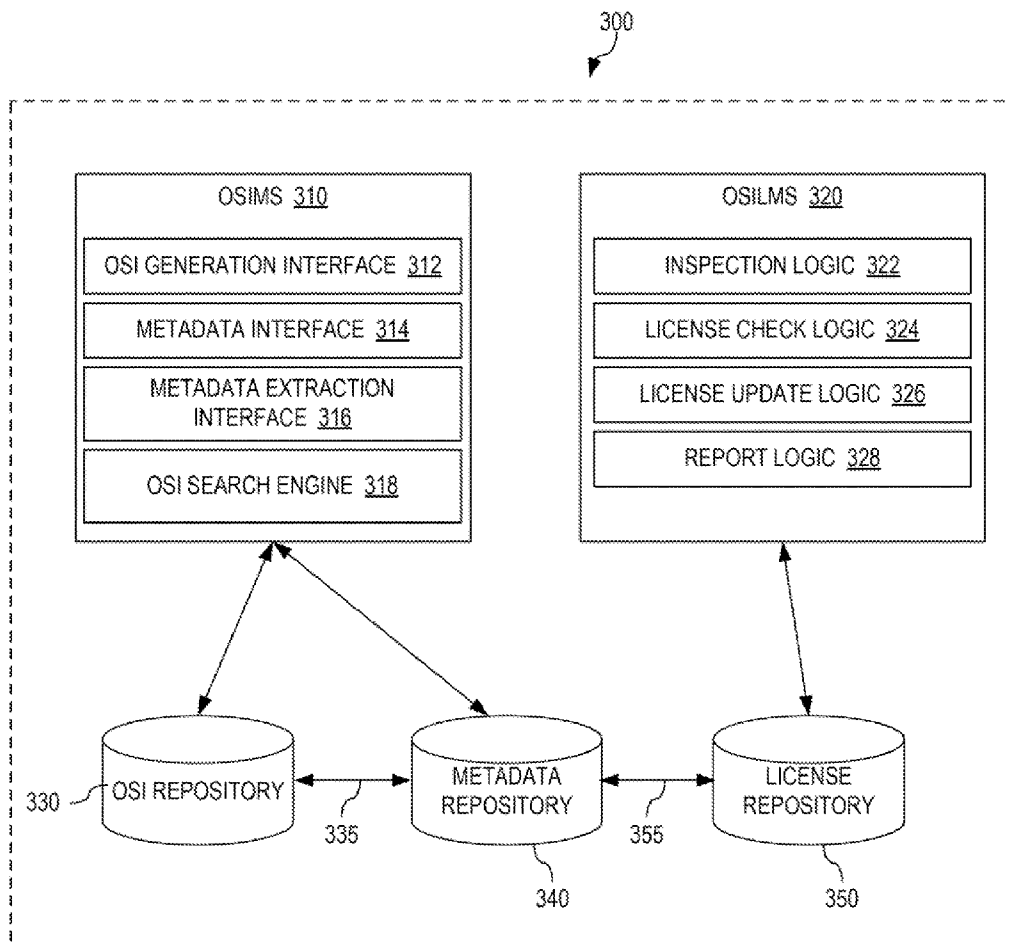 300
OSIMS 310
OSI GENERATION INTERFACE 312
METADATA INTERFACE 314
METADATA EXTRACTION
INTERFACE 316
OSI SEARCH ENGINE 318
OSILMS 320
INSPECTION LOGIC 322
LICENSE CHECK LOGIC 324
LICENSE UPDATE LOGIC 326
REPORT LOGIC 328
330
OSI REPOSITORY
335
METADATA
REPOSITORY
340
355
LICENSE
REPOSITORY
350